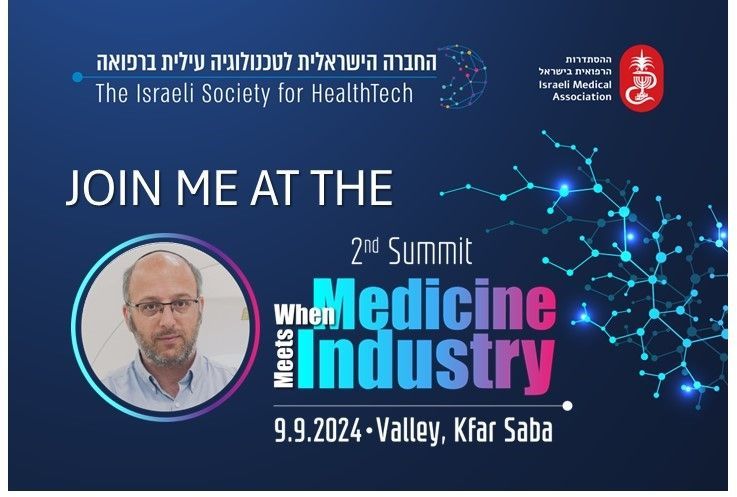 החברה הישראלית לטכנולוגיה עילית ברפואה
The Israeli Society for HealthTech
ההסתדרות
הרפואית בישראל
Israeli Medical
Association
JOIN ME AT THE
2nd Summit
When Medicine
Meets Industry
9.9.2024 • Valley, Kfar Saba